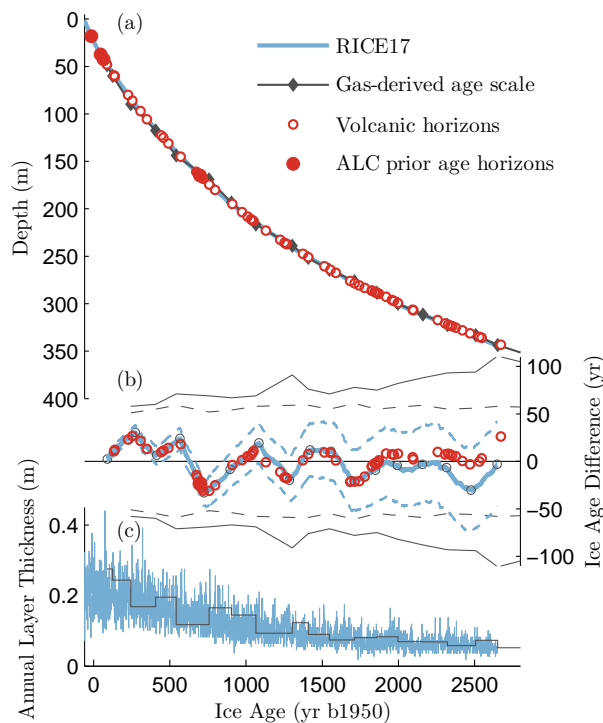 0
50
100
150
200
250
300
350
400
Depth (m)
(a)
RICE17
Gas-derived age scale
Volcanic horizons
ALC prior age horizons
(b)
100
50
0
−50
−100
Ice Age Difference (yr)
(c)
0.4
0.2
0
Annual Layer Thickness (m)
0 500 1000 1500 2000 2500
Ice Age (yr b1950)